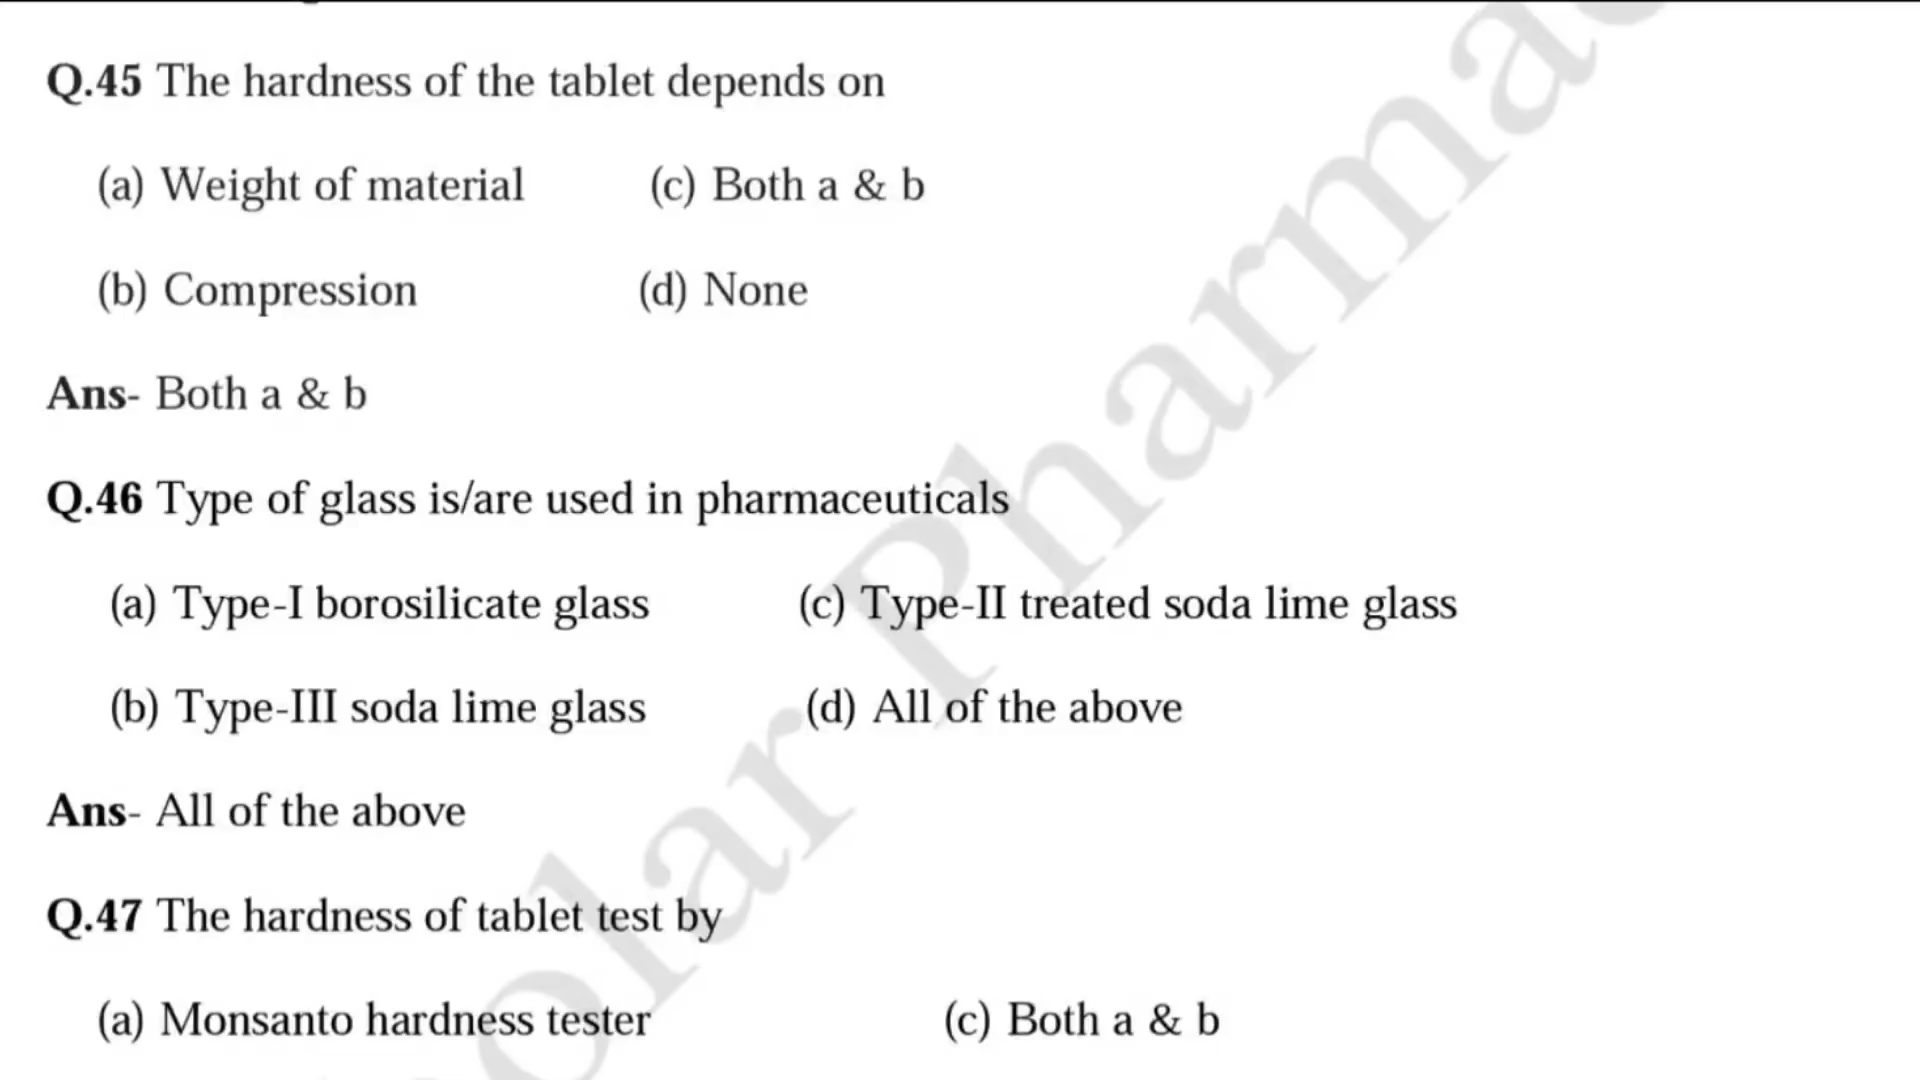 Q.45 The hardness of the tablet depends on
(a) Weight of material (c) Both a & b
(b) Compression (d) None
Ans- Both a & b
Q.46 Type of glass is/are used in pharmaceuticals
(a) Type-I borosilicate glass (c) Type-II treated soda lime glass
(b) Type-III soda lime glass (d) All of the above
Ans- All of the above
Q.47 The hardness of tablet test by
(a) Monsanto hardness tester (c) Both a & b